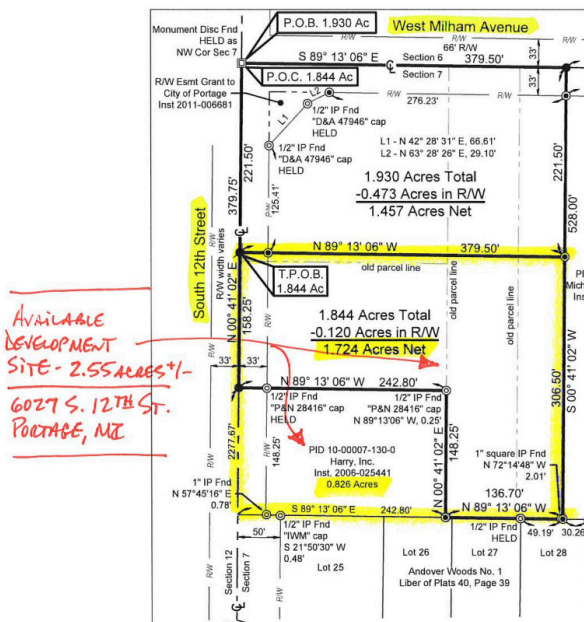 Monument Disc Fnd
HELD as
NW Cor Sec 7
P.O.B. 1.930 AC
West Milham Avenue
R/W
R/W
R/W
S 89° 13' 06" E
Section 6
66' R/W
379.50'
33'
℄
Section 7
33'
P.O.C. 1.844 Ac
R/W Esmt Grant to
City of Portage
Inst 2011-006681
R/W
276.23'
R/W
L2
L1
1/2" IP Fnd
"D&A 47946" cap
HELD
L1 - N 42° 28' 31" E, 66.61'
L2 - N 63° 28' 26" E, 29.10'
1/2" IP Fnd
"D&A 47946" cap
HELD
221.50'
379.75'
125.41'
R/W
1.930 Acres Total
-0.473 Acres in R/W
1.457 Acres Net
221.50'
528.00'
South 12th Street
R/W width varies
℄
N 89° 13' 06" W
379.50'
old parcel line
T.P.O.B.
1.844 Ac
N 00° 41' 02" E
158.25'
old parcel line
old parcel line
1.844 Acres Total
-0.120 Acres in R/W
1.724 Acres Net
S 00° 41' 02" W
306.50'
AVAILABLE
DEVELOPMENT
SITE - 2.55 ACRES +/-
6027 S. 12TH ST.
PORTAGE, MI
33'
33'
N 89° 13' 06" W
242.80'
1/2" IP Fnd
"P&N 28416" cap
HELD
1/2" IP Fnd
"P&N 28416" cap
N 89°13'06" W, 0.25'
2277.67'
148.25'
PID 10-00007-130-0
Harry, Inc.
Inst. 2006-025441
0.826 Acres
N 00° 41' 02" E
148.25'
1" square IP Fnd
N 72°14'48" W
2.01'
1" IP Fnd
N 57°45'16" E
0.78'
S 89° 13' 06" E
242.80'
136.70'
N 89° 13' 06" W
50'
1/2" IP Fnd
"IWM" cap
S 21°50'30" W
0.48'
1/2" IP Fnd
HELD
49.19'
30.26'
Lot 25
Lot 26
Lot 27
Lot 28
R/W
Section 12
Section 7
R/W
℄
Andover Woods No. 1
Liber of Plats 40, Page 39